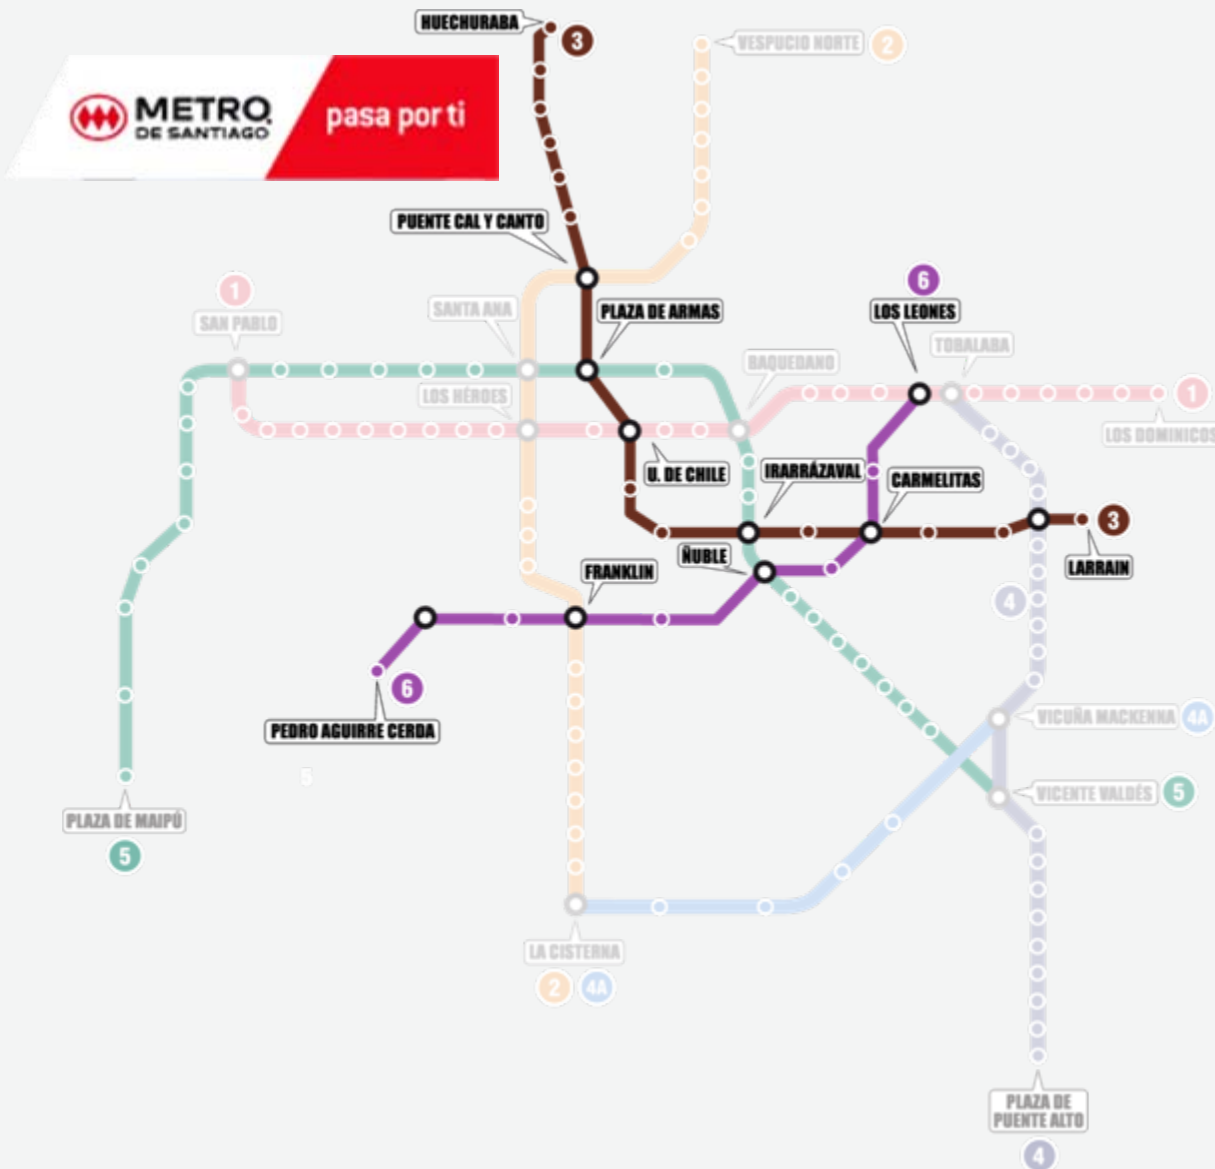 HUECHURABA
3
VESPUCIO NORTE
2
METRO
DE SANTIAGO
pasa por ti
PUENTE CAL Y CANTO
6
1
SAN PABLO
SANTA ANA
PLAZA DE ARMAS
LOS LEONES
TOBALABA
BAQUEDANO
LOS HÉROES
1
LOS DOMINICOS
U. DE CHILE
IRARRÁZAVAL
CARMELITAS
3
LARRAIN
ÑUBLE
FRANKLIN
4
6
PEDRO AGUIRRE CERDA
VICUÑA MACKENNA
4A
5
VICENTE VALDÉS
5
PLAZA DE MAIPÚ
5
LA CISTERNA
2
4A
PLAZA DE
PUENTE ALTO
4